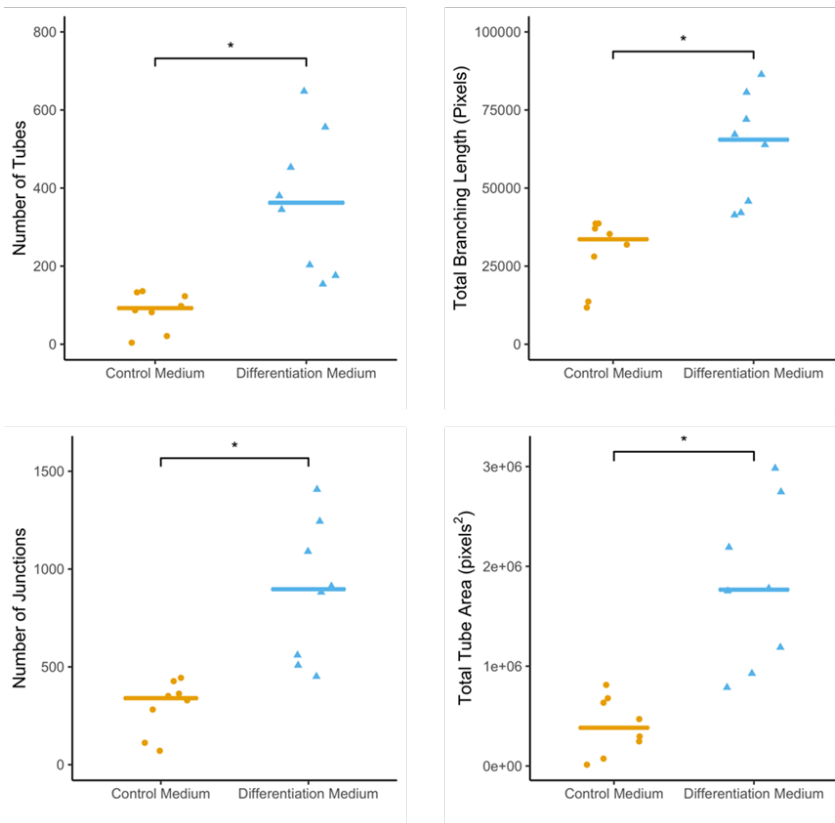 800
600
400
200
0
Number of Tubes
*
Control Medium
Differentiation Medium
100000
75000
50000
25000
0
Total Branching Length (Pixels)
*
Control Medium
Differentiation Medium
1500
1000
500
0
Number of Junctions
*
Control Medium
Differentiation Medium
3e+06
2e+06
1e+06
0e+00
Total Tube Area (pixels²)
*
Control Medium
Differentiation Medium